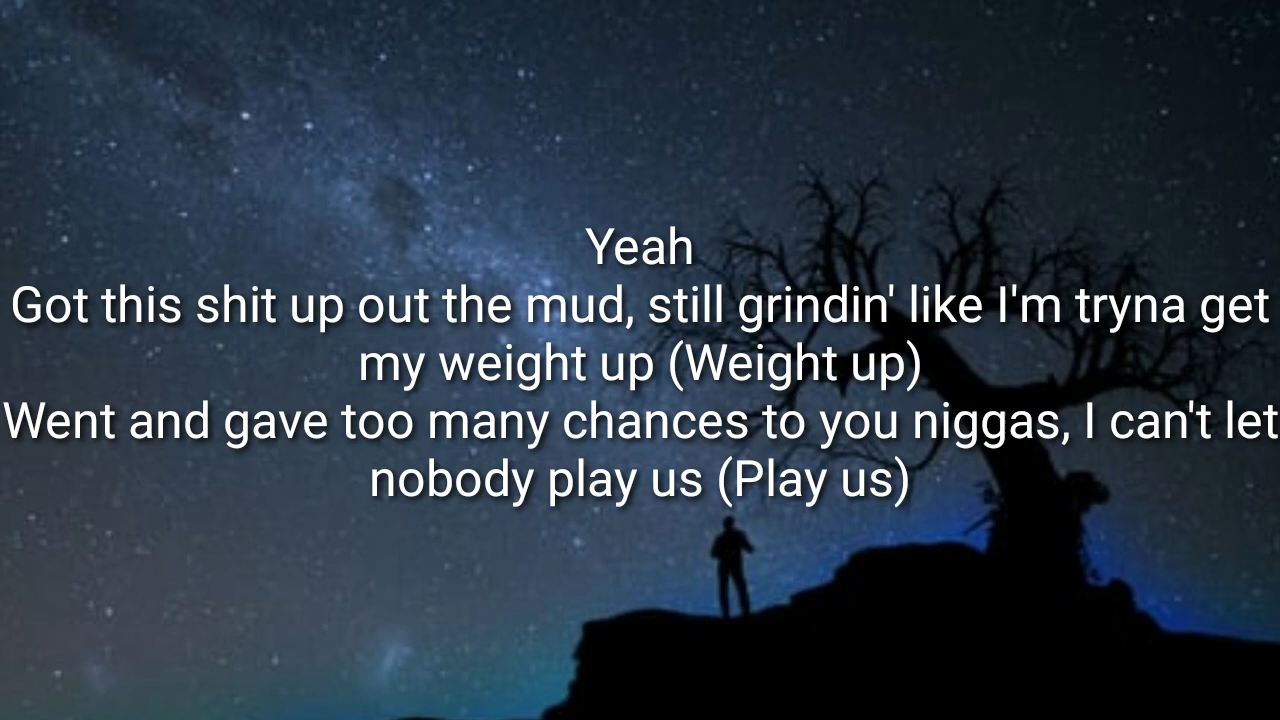 Yeah
Got this shit up out the mud, still grindin' like I'm tryna get
my weight up (Weight up)
Went and gave too many chances to you niggas, I can't let
nobody play us (Play us)